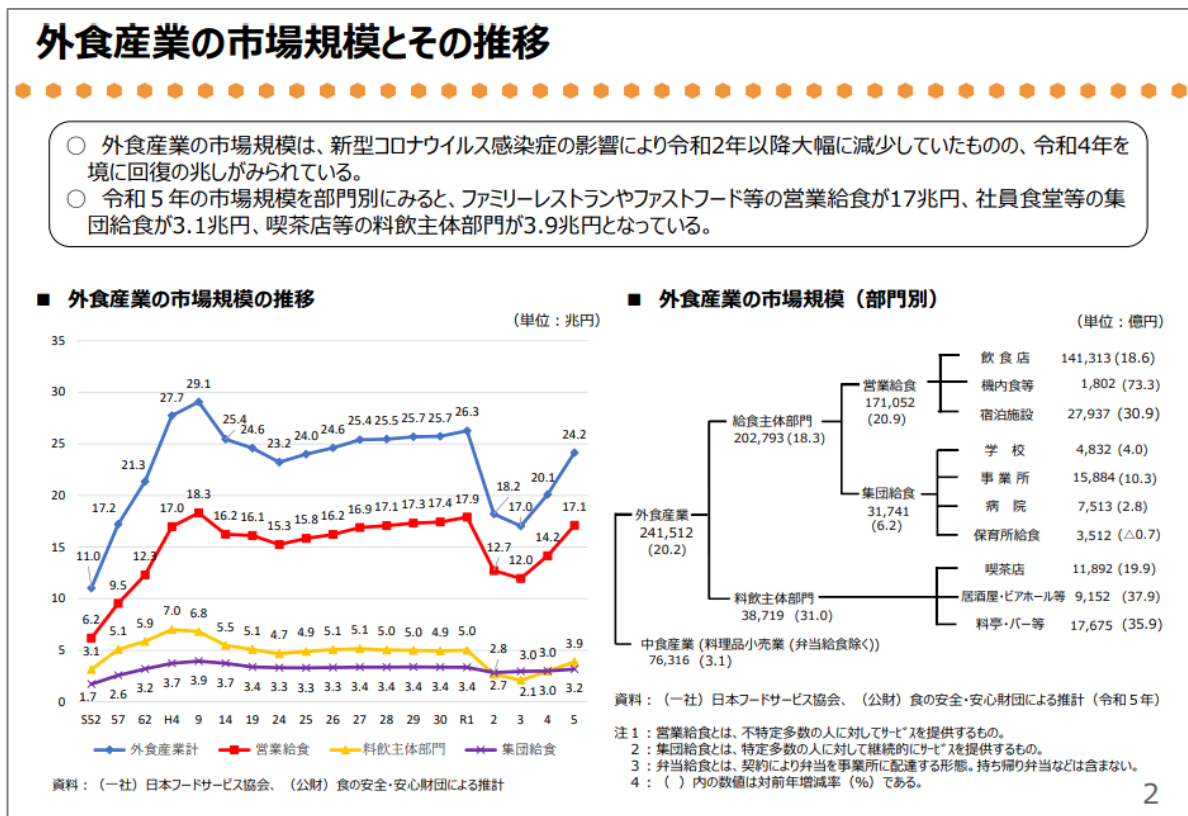 外食産業の市場規模とその推移
○ 外食産業の市場規模は、新型コロナウイルス感染症の影響により令和2年以降大幅に減少していたものの、令和4年を
境に回復の兆しがみられている。
○ 令和５年の市場規模を部門別にみると、ファミリーレストランやファストフード等の営業給食が17兆円、社員食堂等の集
団給食が3.1兆円、喫茶店等の料飲主体部門が3.9兆円となっている。
■ 外食産業の市場規模の推移
（単位：兆円）
35
30
25
20
15
10
5
0
11.0 17.2 21.3 27.7 29.1 25.4 24.6 23.2 24.0 24.6 25.4 25.5 25.7 25.7 26.3 18.2 17.0 20.1 24.2
6.2 9.5 12.3 17.0 18.3 16.2 16.1 15.3 15.8 16.2 16.9 17.1 17.3 17.4 17.9 12.7 12.0 14.2 17.1
3.1 5.1 5.9 7.0 6.8 5.5 5.1 4.7 4.9 5.1 5.1 5.0 5.0 4.9 5.0 2.7 2.1 3.0 3.9
1.7 2.6 3.2 3.7 3.9 3.7 3.4 3.3 3.3 3.3 3.4 3.4 3.4 3.4 3.4 2.8 3.0 3.0 3.2
S52 57 62 H4 9 14 19 24 25 26 27 28 29 30 R1 2 3 4 5
外食産業計 営業給食 料飲主体部門 集団給食
資料：（一社）日本フードサービス協会、（公財）食の安全・安心財団による推計
■ 外食産業の市場規模（部門別）
（単位：億円）
外食産業
241,512
(20.2)
給食主体部門
202,793 (18.3)
営業給食
171,052
(20.9)
飲食店 141,313 (18.6)
機内食等 1,802 (73.3)
宿泊施設 27,937 (30.9)
集団給食
31,741
(6.2)
学校 4,832 (4.0)
事業所 15,884 (10.3)
病院 7,513 (2.8)
保育所給食 3,512 (△0.7)
料飲主体部門
38,719 (31.0)
喫茶店 11,892 (19.9)
居酒屋・ビアホール等 9,152 (37.9)
料亭・バー等 17,675 (35.9)
中食産業 (料理品小売業 (弁当給食除く))
76,316 (3.1)
資料：（一社）日本フードサービス協会、（公財）食の安全・安心財団による推計（令和５年）
注１：営業給食とは、不特定多数の人に対してｻｰﾋﾞｽを提供するもの。
２：集団給食とは、特定多数の人に対して継続的にｻｰﾋﾞｽを提供するもの。
３：弁当給食とは、契約により弁当を事業所に配達する形態。持ち帰り弁当などは含まない。
４：（ ）内の数値は対前年増減率（%）である。
2